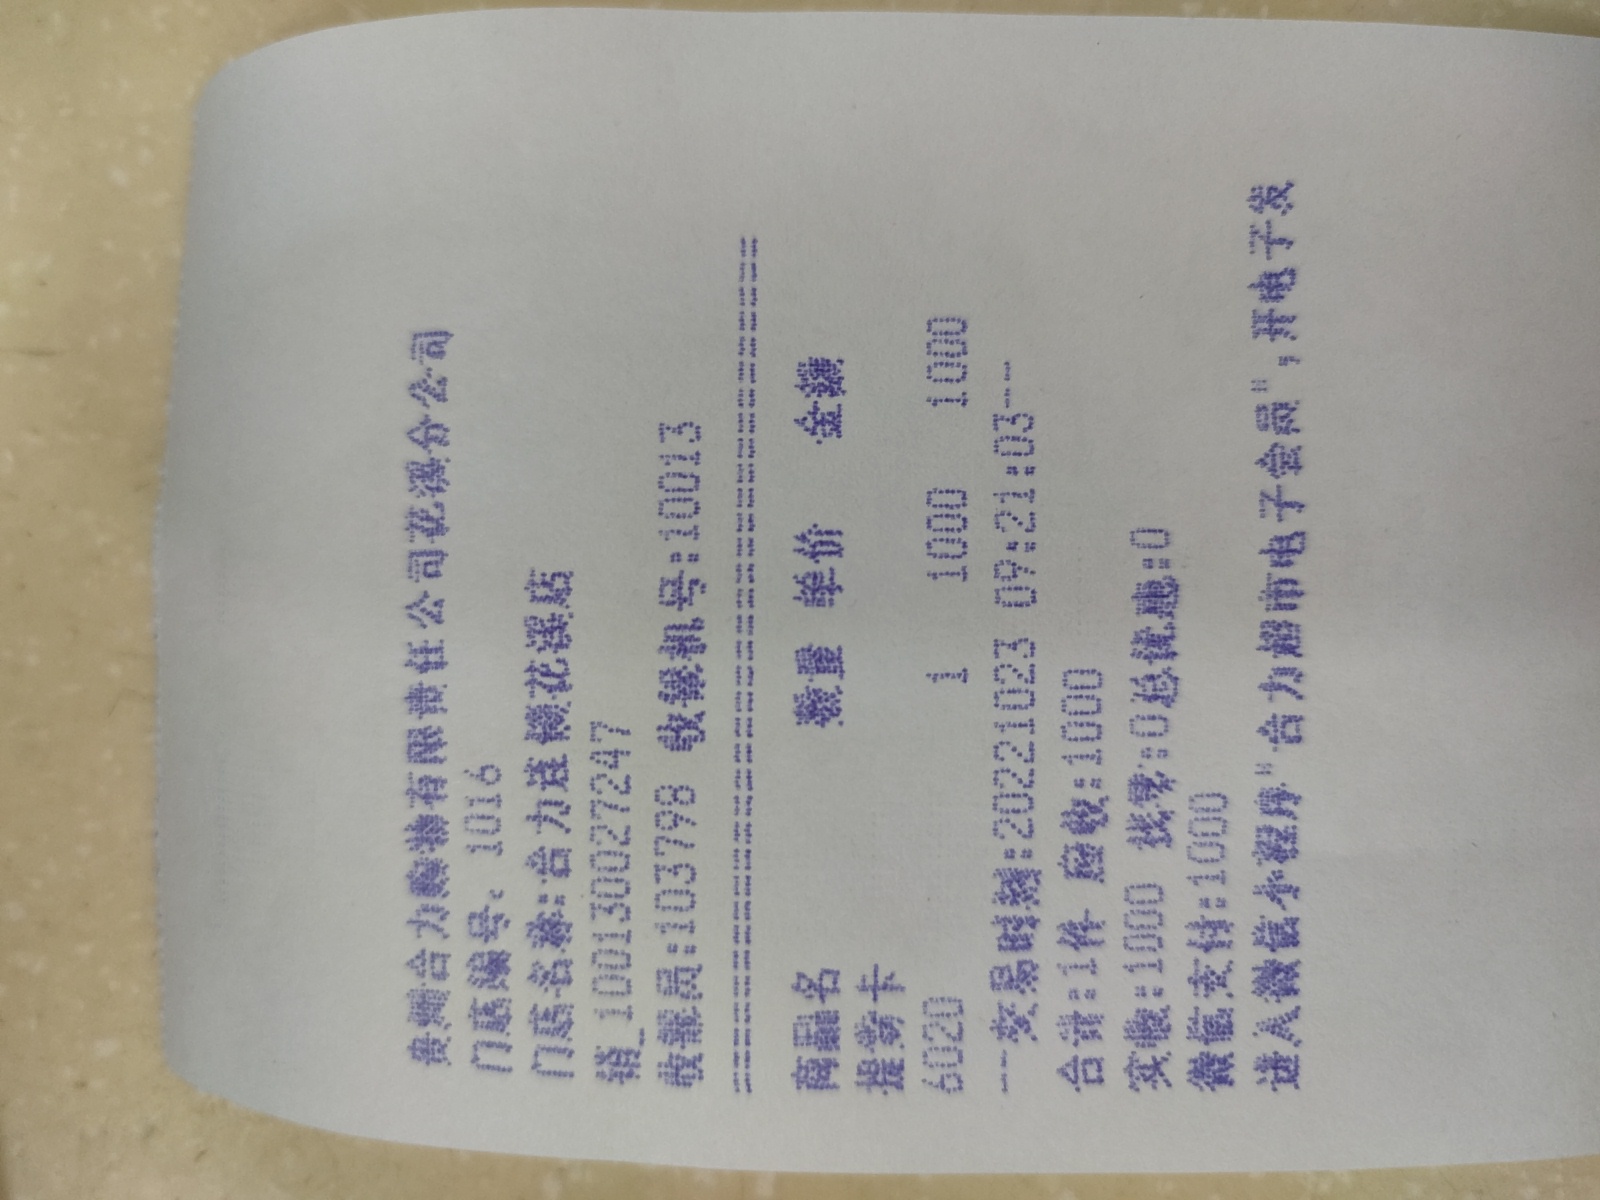 贵州合力购物有限责任公司花溪分公司
门店编号. 1016
门店名称:合力连锁花溪店
销_100130027247
收银员:103798 收银机号:10013
================================
商品名 数量 单价 金额
提货卡
6020 1 1000 1000
--交易时间:20221023 09:21:03--
合计:1件 应收:1000
实收:1000 找零:0总优惠:0
微信支付:1000
进入微信小程序"合力超市电子会员",开电子发